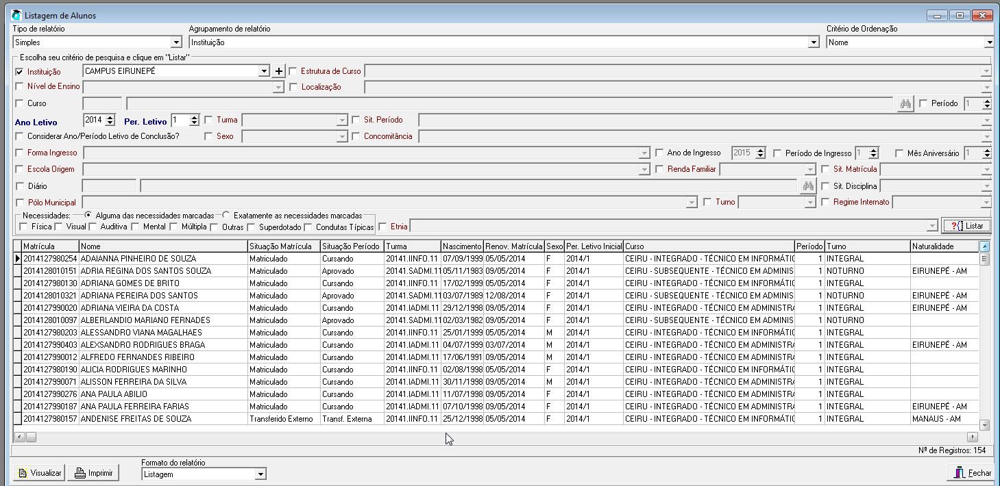 Listagem de Alunos
Tipo de relatório Agrupamento de relatório Critério de Ordenação
Simples Instituição Nome
Escolha seu critério de pesquisa e clique em "Listar"
Instituição CAMPUS EIRUNEPÉ + Estrutura de Curso
Nível de Ensino Localização
Curso Período 1
Ano Letivo 2014 Per. Letivo 1 Turma Sit. Período
Considerar Ano/Período Letivo de Conclusão? Sexo Concomitância
Forma Ingresso Ano de Ingresso 2015 Período de Ingresso 1 Mês Aniversário 1
Escola Origem Renda Familiar Sit. Matrícula
Diário Sit. Disciplina
Pólo Municipal Turno Regime Internato
Necessidades: Alguma das necessidades marcadas Exatamente as necessidades marcadas
Física Visual Auditiva Mental Múltipla Outras Superdotado Condutas Típicas Etnia Listar
Matrícula Nome Situação Matrícula Situação Período Turma Nascimento Renov. Matrícula Sexo Per. Letivo Inicial Curso Período Turno Naturalidade
2014127980254 ADAIANNA PINHEIRO DE SOUZA Matriculado Cursando 20141.IINFO.11 07/09/1999 05/05/2014 F 2014/1 CEIRU - INTEGRADO - TÉCNICO EM INFORMÁTIC 1 INTEGRAL
2014128010151 ADRIA REGINA DOS SANTOS SOUZA Matriculado Aprovado 20141.SADMI.11 05/11/1983 09/05/2014 F 2014/1 CEIRU - SUBSEQUENTE - TÉCNICO EM ADMINIS 1 NOTURNO EIRUNEPÉ - AM
2014127980130 ADRIANA GOMES DE BRITO Matriculado Cursando 20141.IINFO.11 17/02/1999 05/05/2014 F 2014/1 CEIRU - INTEGRADO - TÉCNICO EM INFORMÁTIC 1 INTEGRAL
2014128010321 ADRIANA PEREIRA DOS SANTOS Matriculado Aprovado 20141.SADMI.11 03/07/1989 12/08/2014 F 2014/1 CEIRU - SUBSEQUENTE - TÉCNICO EM ADMINIS 1 NOTURNO EIRUNEPÉ - AM
2014127990020 ADRIANA VIEIRA DA COSTA Matriculado Cursando 20141.IADMI.11 29/12/1998 09/05/2014 F 2014/1 CEIRU - INTEGRADO - TÉCNICO EM ADMINISTRA 1 INTEGRAL EIRUNEPÉ - AM
2014128010097 ALBERLANDIO MARIANO FERNADES Matriculado Aprovado 20141.SADMI.11 02/03/1982 09/05/2014 F 2014/1 CEIRU - SUBSEQUENTE - TÉCNICO EM ADMINIS 1 NOTURNO
2014127980203 ALESSANDRO VIANA MAGALHAES Matriculado Cursando 20141.IINFO.11 25/01/1999 05/05/2014 M 2014/1 CEIRU - INTEGRADO - TÉCNICO EM INFORMÁTIC 1 INTEGRAL
2014127990403 ALEXSANDRO RODRIGUES BRAGA Matriculado Cursando 20141.IADMI.11 04/07/1999 03/07/2014 M 2014/1 CEIRU - INTEGRADO - TÉCNICO EM ADMINISTRA 1 INTEGRAL EIRUNEPÉ - AM
2014127990012 ALFREDO FERNANDES RIBEIRO Matriculado Cursando 20141.IADMI.11 17/06/1991 09/05/2014 M 2014/1 CEIRU - INTEGRADO - TÉCNICO EM ADMINISTRA 1 INTEGRAL
2014127980190 ALICIA RODRIGUES MARINHO Matriculado Cursando 20141.IINFO.11 02/08/1998 05/05/2014 F 2014/1 CEIRU - INTEGRADO - TÉCNICO EM INFORMÁTIC 1 INTEGRAL
2014127990071 ALISSON FERREIRA DA SILVA Matriculado Cursando 20141.IADMI.11 30/11/1998 09/05/2014 M 2014/1 CEIRU - INTEGRADO - TÉCNICO EM ADMINISTRA 1 INTEGRAL
2014127990276 ANA PAULA ABILIO Matriculado Cursando 20141.IADMI.11 11/07/1998 09/05/2014 F 2014/1 CEIRU - INTEGRADO - TÉCNICO EM ADMINISTRA 1 INTEGRAL
2014127990187 ANA PAULA FERREIRA FARIAS Matriculado Cursando 20141.IADMI.11 07/10/1998 09/05/2014 F 2014/1 CEIRU - INTEGRADO - TÉCNICO EM ADMINISTRA 1 INTEGRAL EIRUNEPÉ - AM
2014127980157 ANDENISE FREITAS DE SOUZA Transferido Externo Transf. Externa 20141.IINFO.11 25/12/1998 05/05/2014 F 2014/1 CEIRU - INTEGRADO - TÉCNICO EM INFORMÁTIC 1 INTEGRAL MANAUS - AM
Nº de Registros: 154
Visualizar Imprimir Formato do relatório
Listagem Fechar